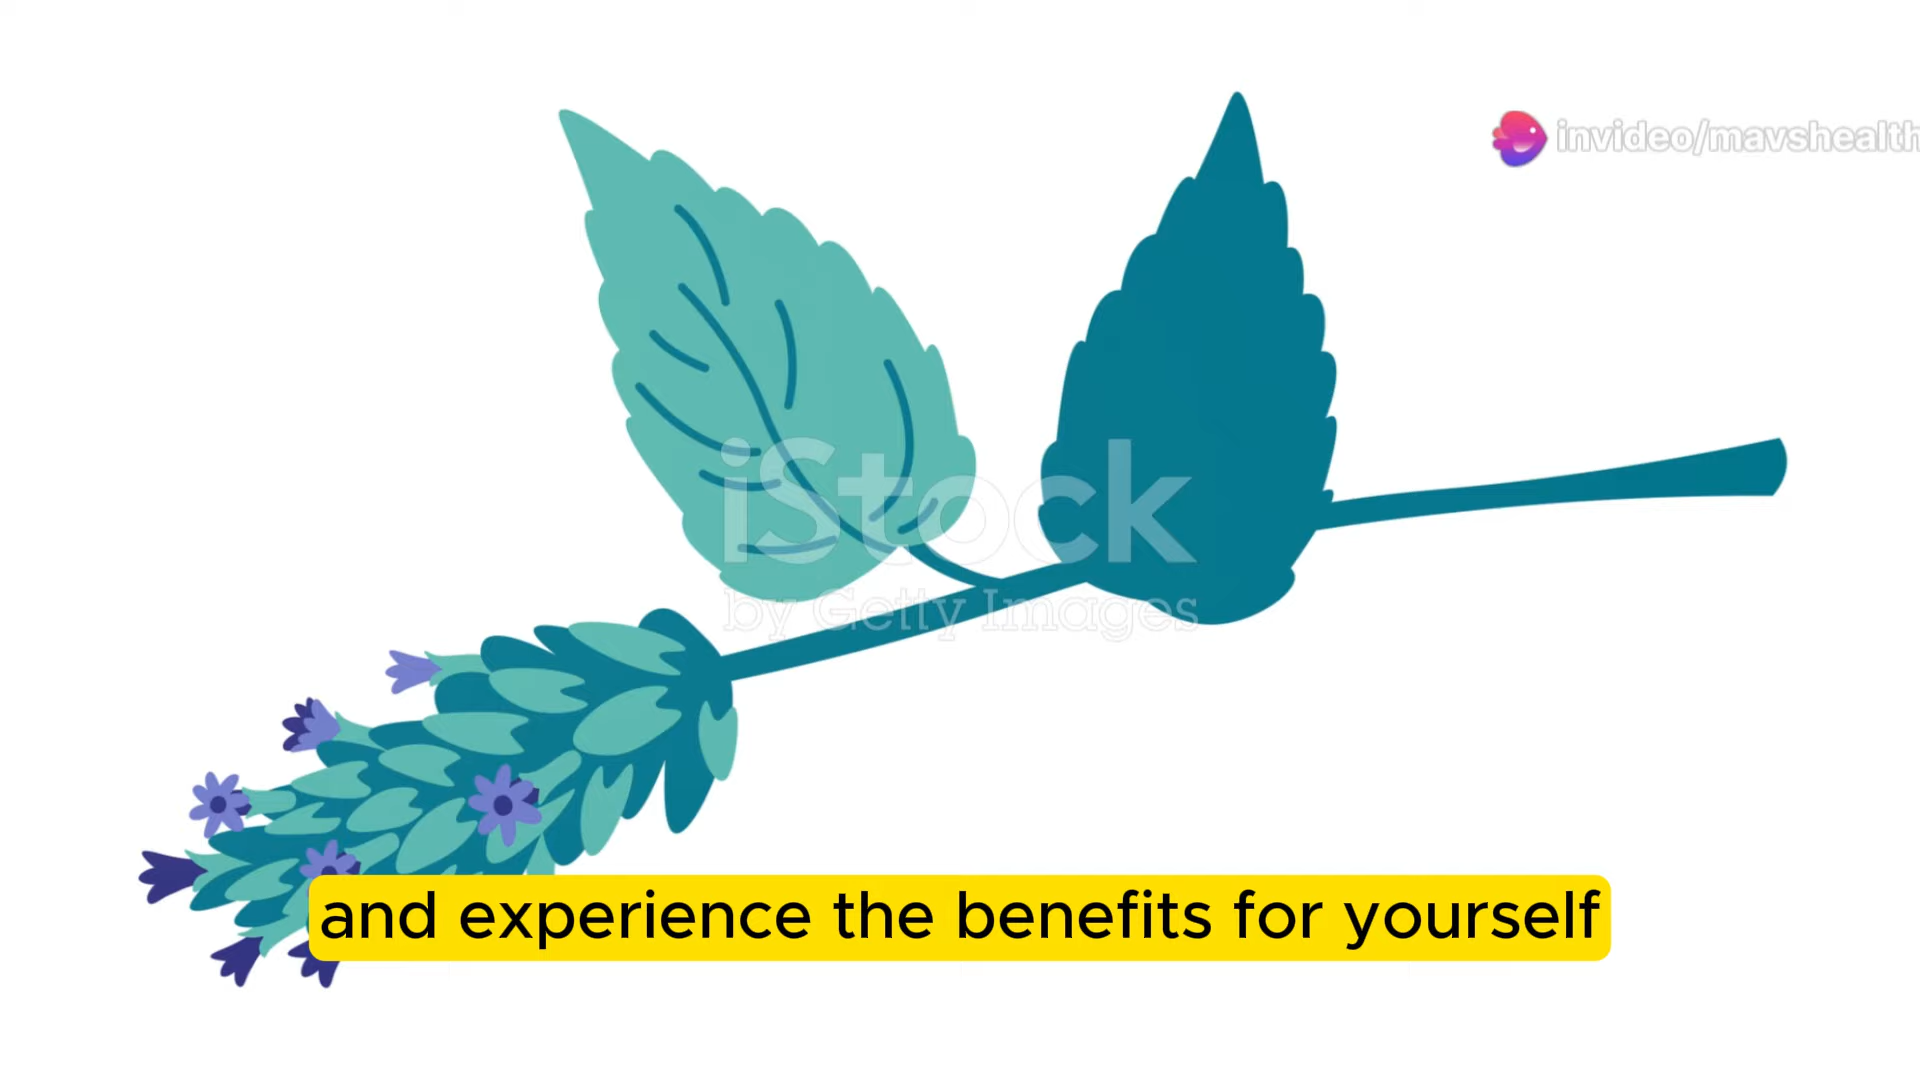 invideo/mavshealth
iStock
by Getty Images
and experience the benefits for yourself